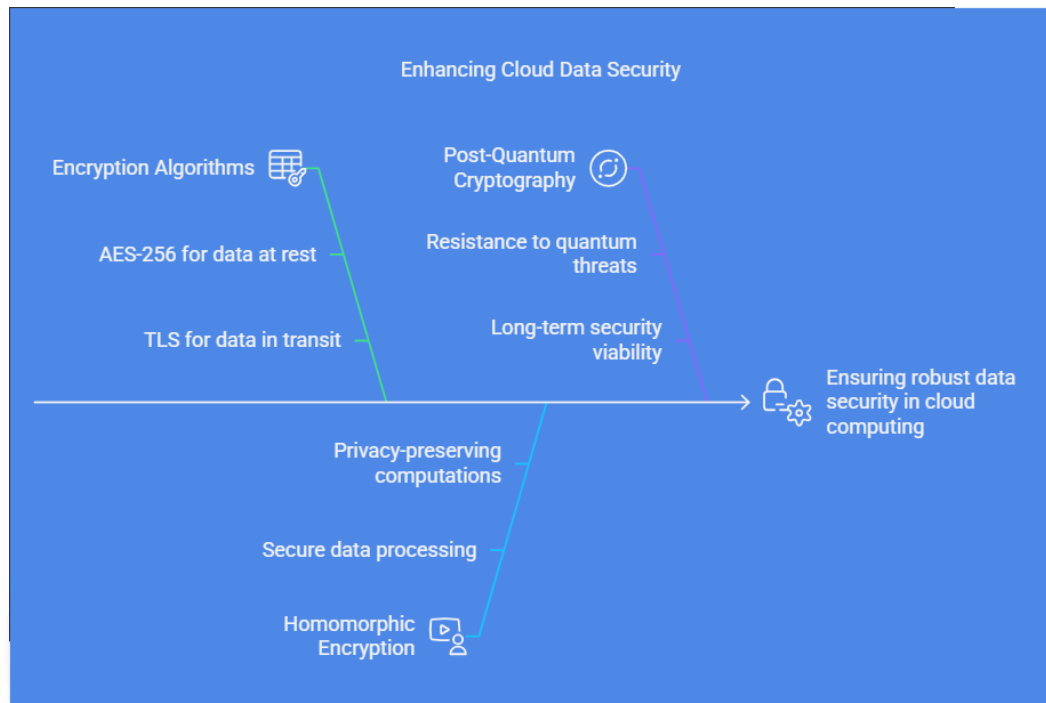 Enhancing Cloud Data Security
Encryption Algorithms
AES-256 for data at rest
TLS for data in transit
Post-Quantum
Cryptography
Resistance to quantum
threats
Long-term security
viability
Ensuring robust data
security in cloud
computing
Privacy-preserving
computations
Secure data processing
Homomorphic
Encryption